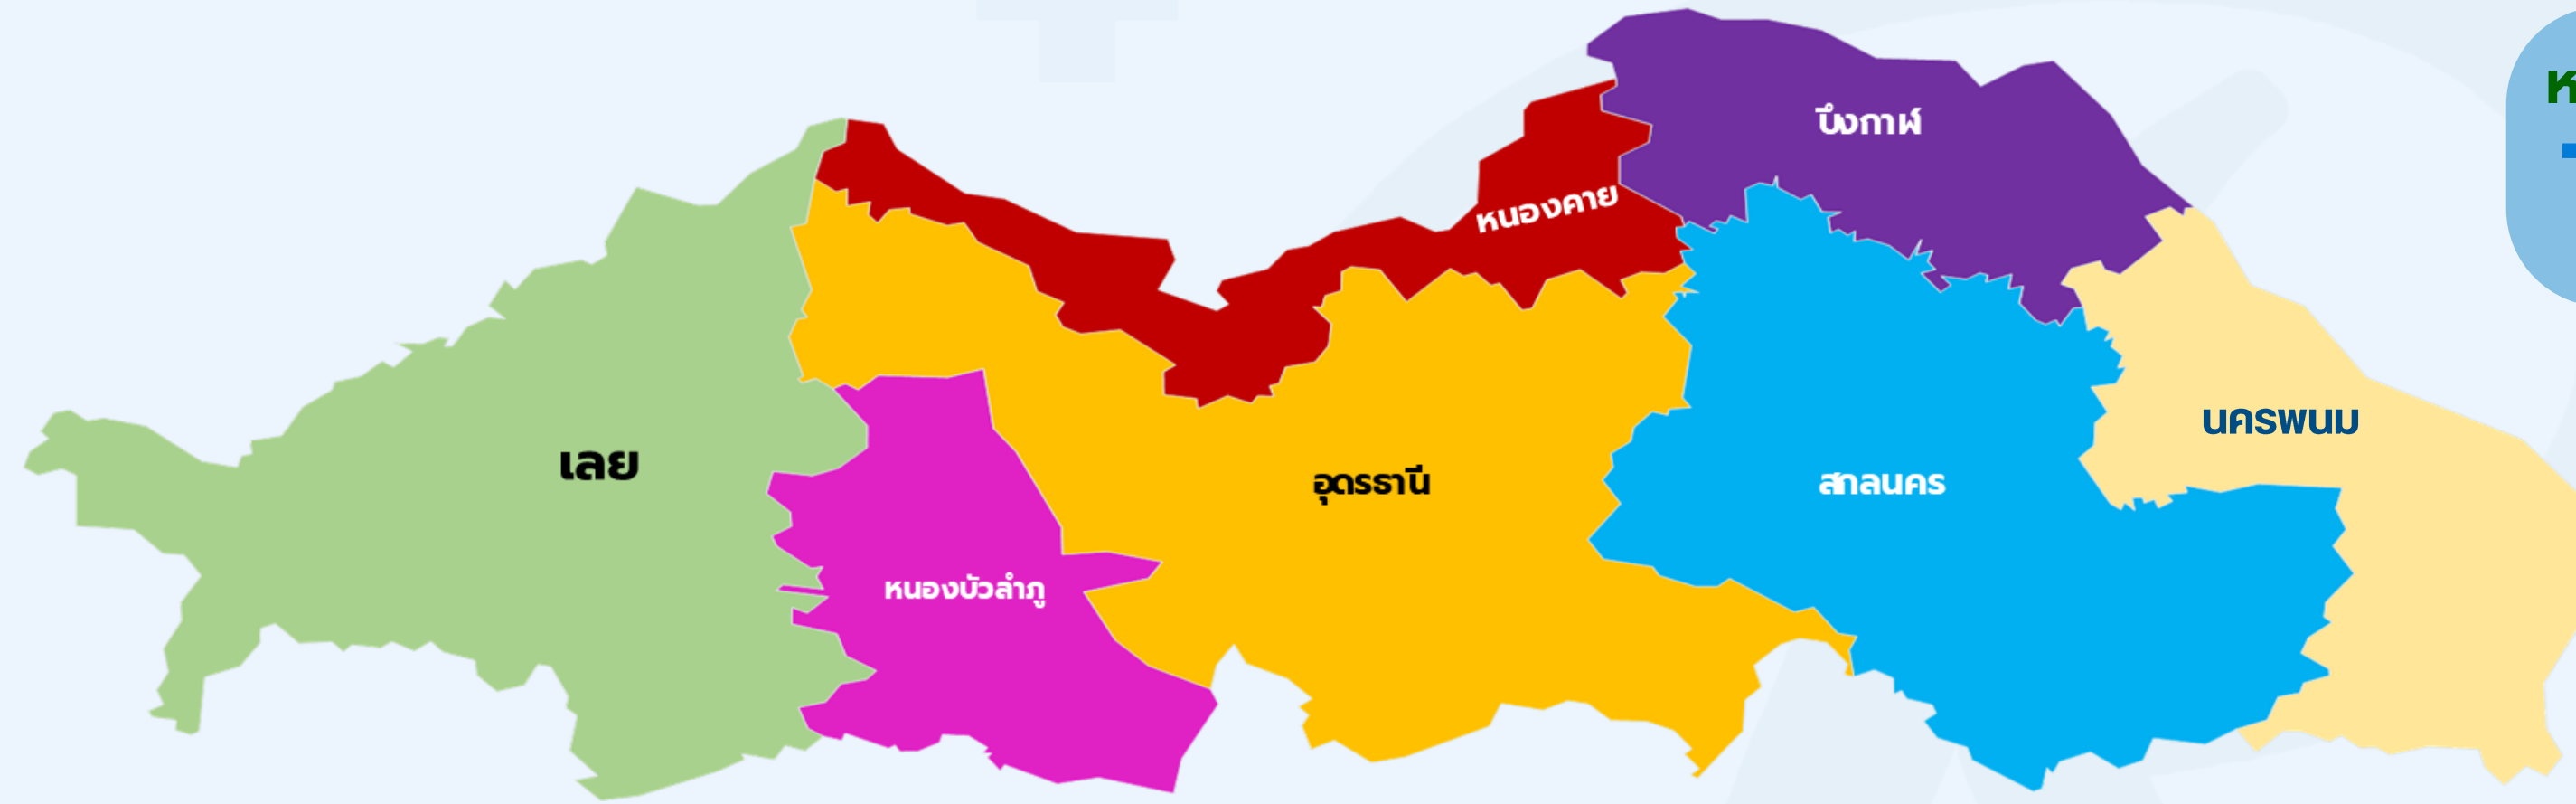 บึงกาฬ
หนองคาย
นครพนม
เลย
อุดรธานี
สกลนคร
หนองบัวลำภู